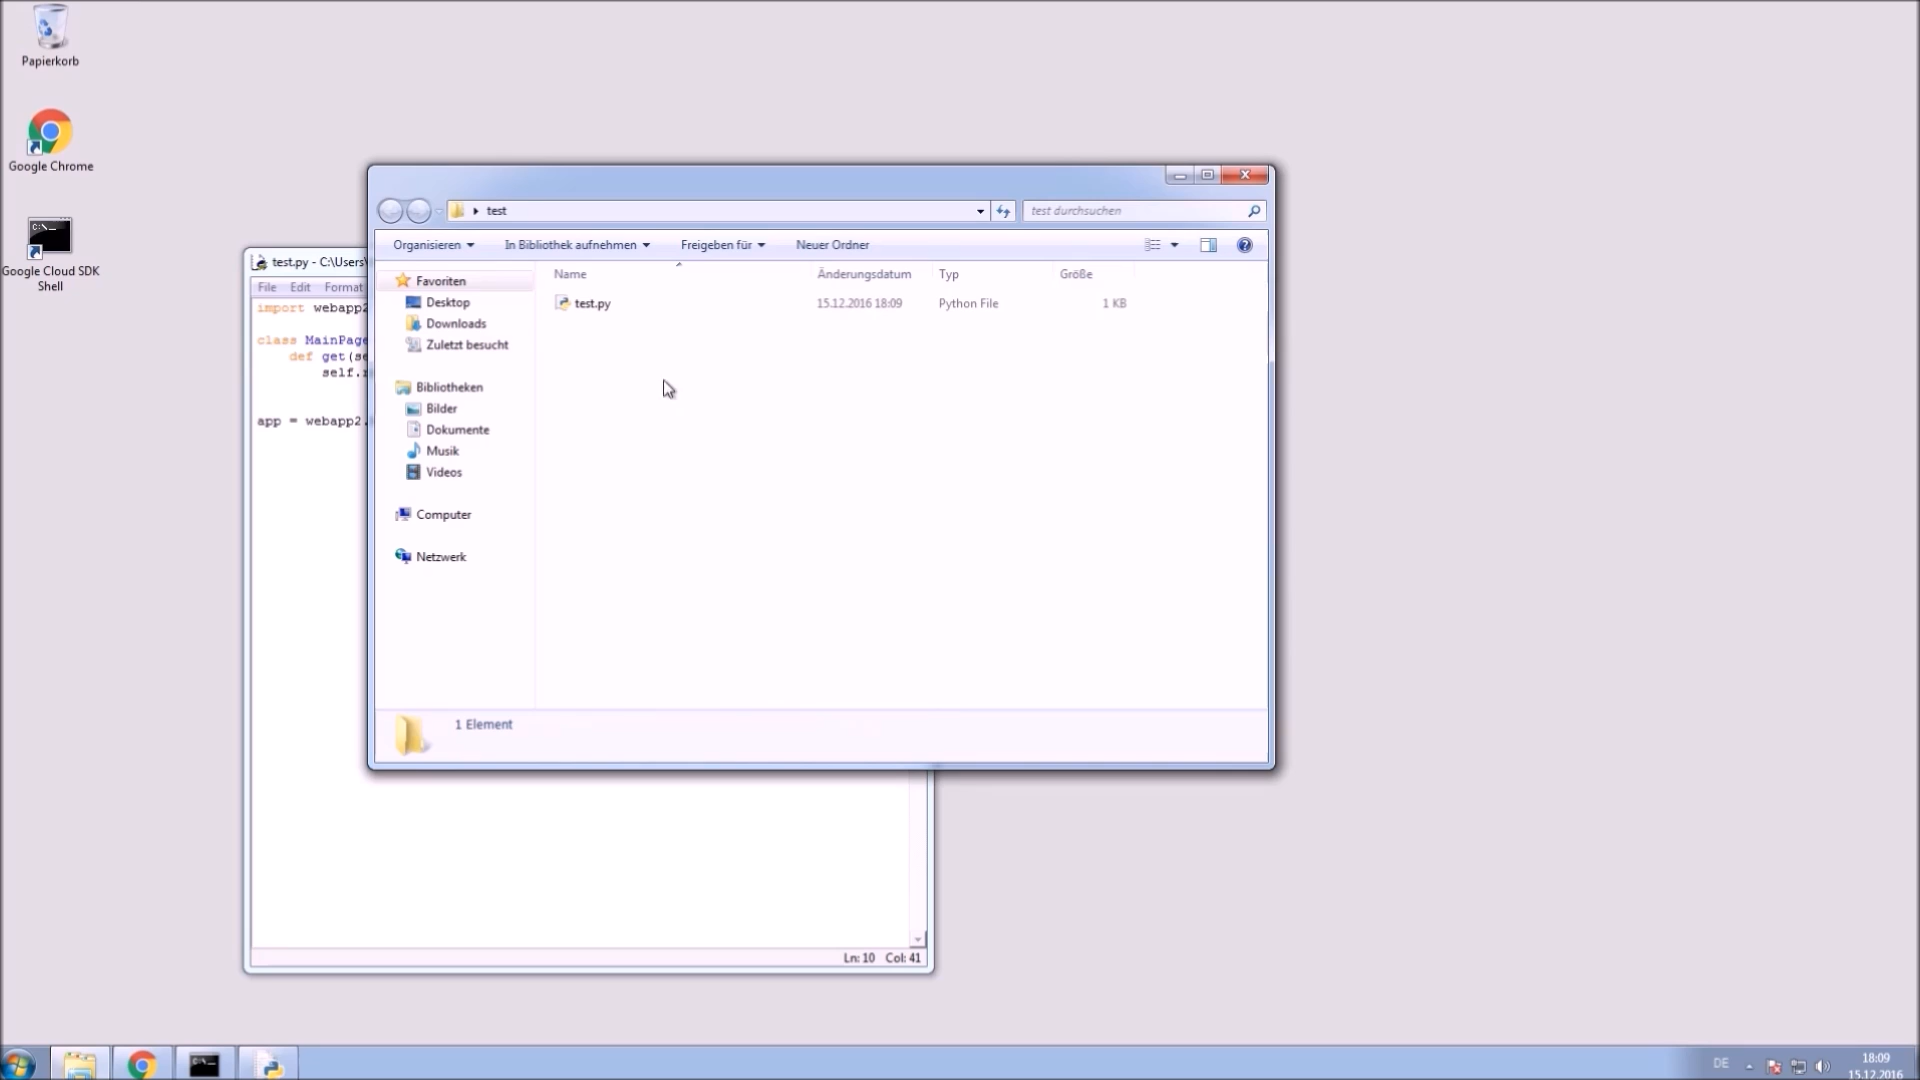 Papierkorb
Google Chrome
Google Cloud SDK
Shell
test
test durchsuchen
Organisieren
In Bibliothek aufnehmen
Freigeben für
Neuer Ordner
Name
Änderungsdatum
Typ
Größe
test.py
15.12.2016 18:09
Python File
1 KB
Favoriten
Desktop
Downloads
Zuletzt besucht
Bibliotheken
Bilder
Dokumente
Musik
Videos
Computer
Netzwerk
1 Element
test.py - C:\Users\
File Edit Format
import webapp2
class MainPage
def get(se
self.r
app = webapp2.
Ln: 10 Col: 41
DE
18:09
15.12.2016